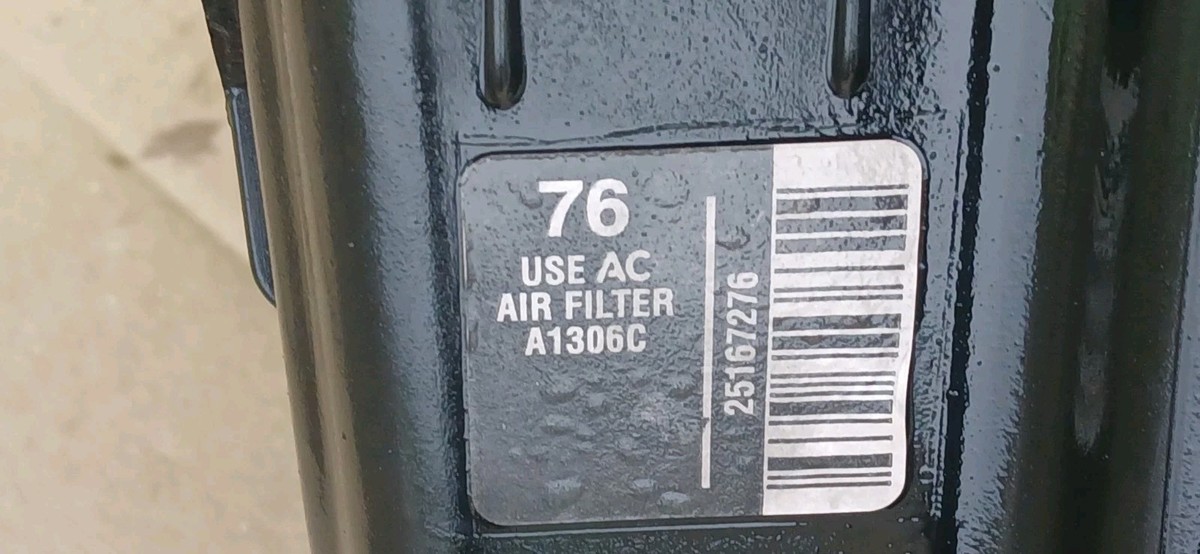 76
USE AC
AIR FILTER
A1306C
25167276